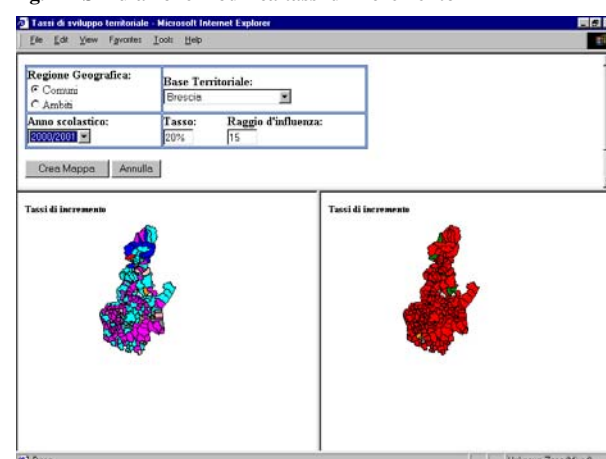 Tassi di sviluppo territoriale - Microsoft Internet Explorer
File Edit View Favorites Tools Help
Regione Geografica:
Comuni
Ambiti
Base Territoriale:
Brescia
Anno scolastico:
2000/2001
Tasso:
20%
Raggio d'influenza:
15
Crea Mappa Annulla
Tassi di incremento
Tassi di incremento